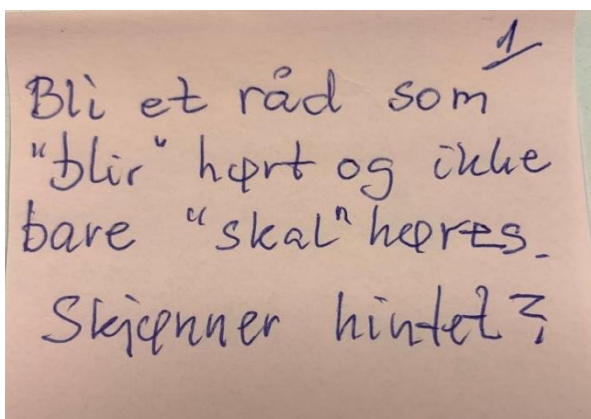 1
Bli et råd som
"blir" hørt og ikke
bare "skal" høres.
Skjønner hintet?